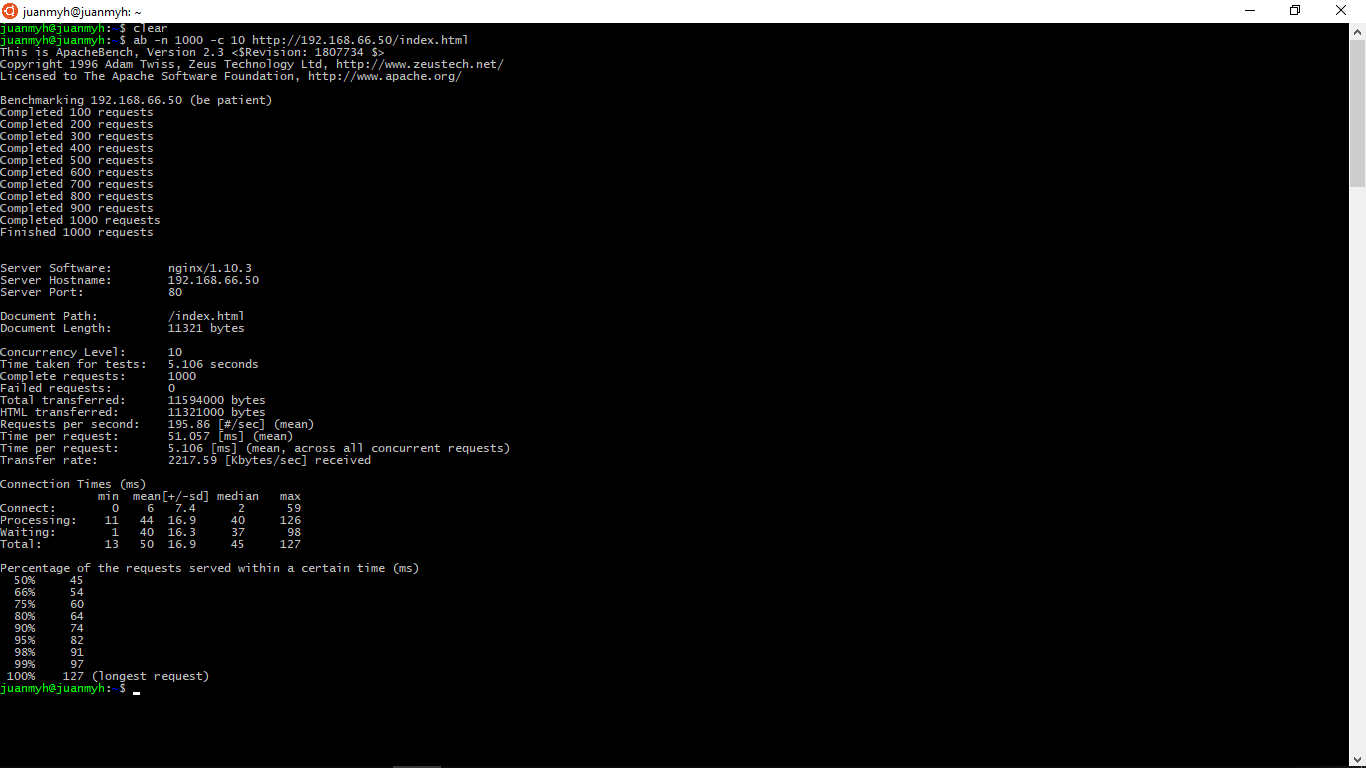 juanmyh@juanmyh: ~
juanmyh@juanmyh:~$ clear
juanmyh@juanmyh:~$ ab -n 1000 -c 10 http://192.168.66.50/index.html
This is ApacheBench, Version 2.3 <$Revision: 1807734 $>
Copyright 1996 Adam Twiss, Zeus Technology Ltd, http://www.zeustech.net/
Licensed to The Apache Software Foundation, http://www.apache.org/
Benchmarking 192.168.66.50 (be patient)
Completed 100 requests
Completed 200 requests
Completed 300 requests
Completed 400 requests
Completed 500 requests
Completed 600 requests
Completed 700 requests
Completed 800 requests
Completed 900 requests
Completed 1000 requests
Finished 1000 requests
Server Software:        nginx/1.10.3
Server Hostname:        192.168.66.50
Server Port:            80
Document Path:          /index.html
Document Length:        11321 bytes
Concurrency Level:      10
Time taken for tests:   5.106 seconds
Complete requests:      1000
Failed requests:        0
Total transferred:      11594000 bytes
HTML transferred:       11321000 bytes
Requests per second:    195.86 [#/sec] (mean)
Time per request:       51.057 [ms] (mean)
Time per request:       5.106 [ms] (mean, across all concurrent requests)
Transfer rate:          2217.59 [Kbytes/sec] received
Connection Times (ms)
              min  mean[+/-sd] median   max
Connect:        0    6   7.4      2      59
Processing:    11   44  16.9     40     126
Waiting:        1   40  16.3     37      98
Total:         13   50  16.9     45     127
Percentage of the requests served within a certain time (ms)
  50%     45
  66%     54
  75%     60
  80%     64
  90%     74
  95%     82
  98%     91
  99%     97
 100%    127 (longest request)
juanmyh@juanmyh:~$